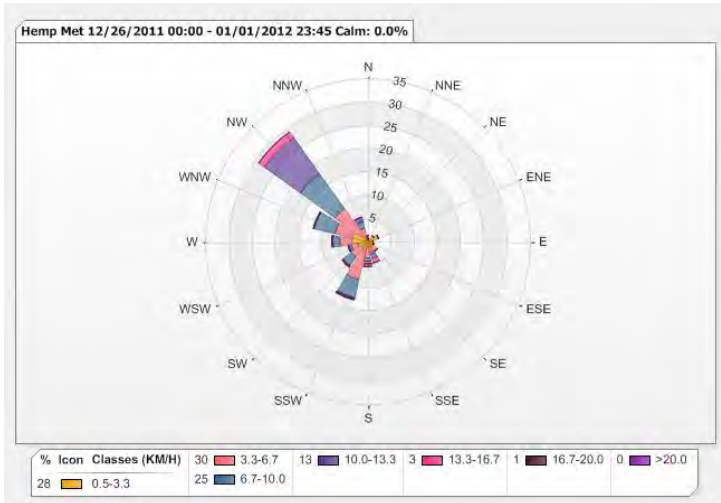 Hemp Met 12/26/2011 00:00 - 01/01/2012 23:45 Calm: 0.0%
N
NNW
NNE
35
30
25
20
15
10
5
NW
NE
WNW
ENE
W
E
WSW
ESE
SW
SE
SSW
SSE
S
% Icon Classes (KM/H) 30 3.3-6.7 13 10.0-13.3 3 13.3-16.7 1 16.7-20.0 0 >20.0
28 0.5-3.3 25 6.7-10.0